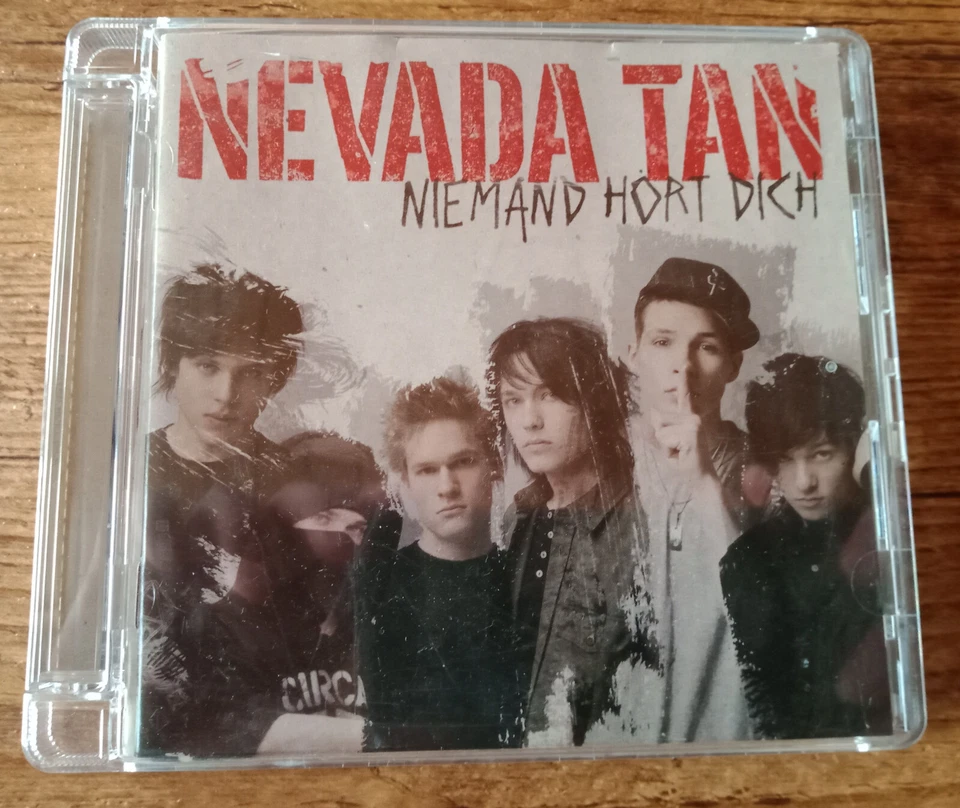 NEVADA TAN
NIEMAND HÖRT DICH
CIRCA